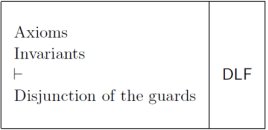 Axioms
Invariants
⊢
Disjunction of the guards
DLF